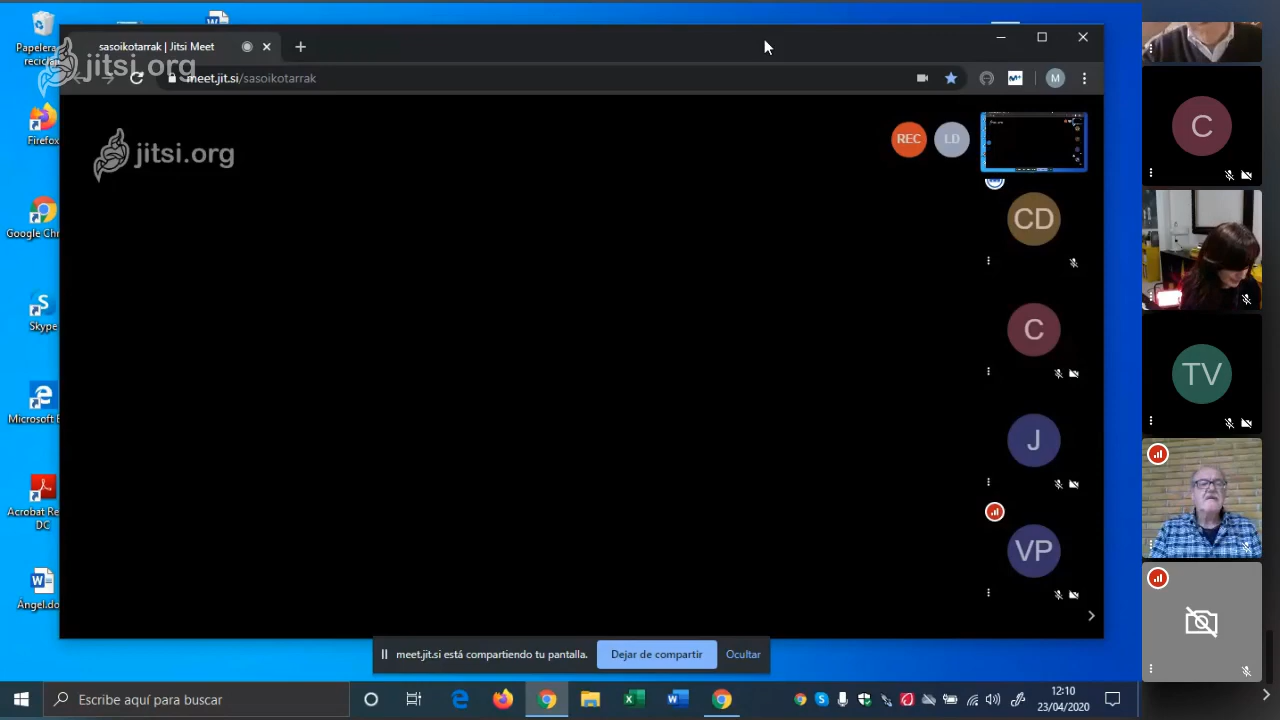 Papelera
recicl
sasoikotarrak | Jitsi Meet
jitsi.org
meet.jit.si/sasoikotarrak
M+
M
Firefox
jitsi.org
REC
LD
C
CD
Google Chr
C
Skype
TV
J
Microsoft E
Acrobat Re
DC
VP
Àngel.do
meet.jit.si está compartiendo tu pantalla.
Dejar de compartir
Ocultar
Escribe aquí para buscar
12:10
23/04/2020